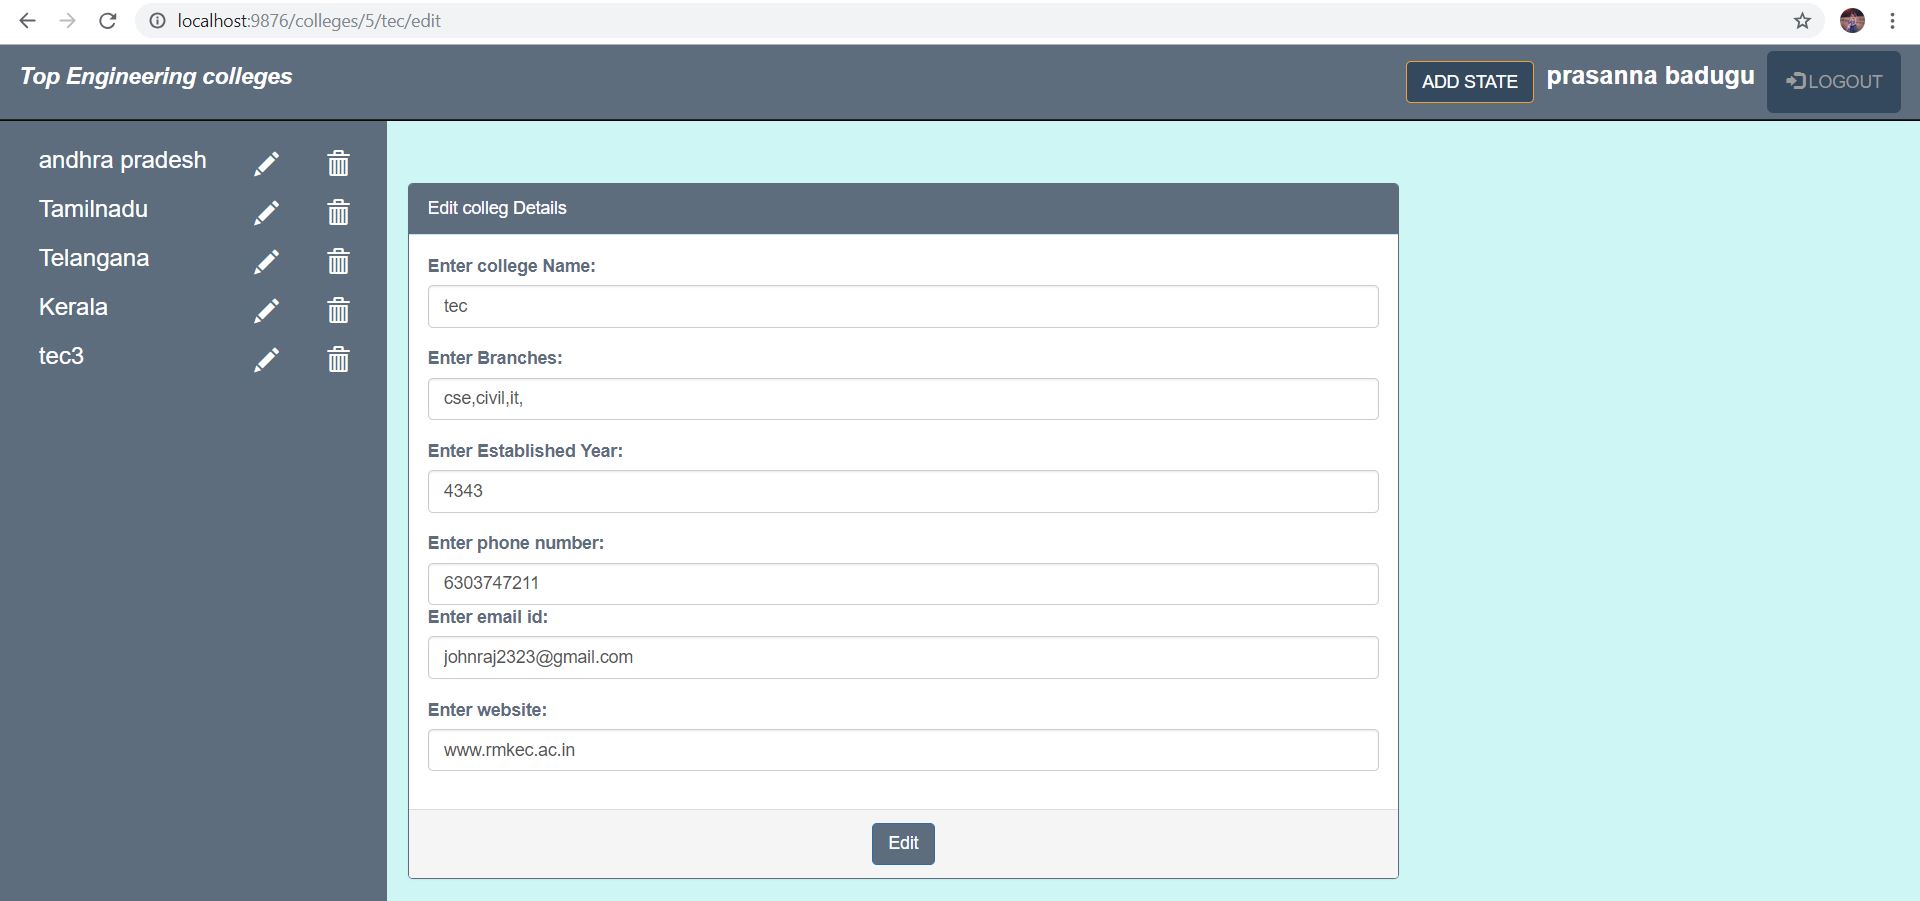 localhost:9876/colleges/5/tec/edit
Top Engineering colleges
ADD STATE
prasanna badugu
LOGOUT
andhra pradesh
Tamilnadu
Telangana
Kerala
tec3
Edit colleg Details
Enter college Name:
tec
Enter Branches:
cse,civil,it,
Enter Established Year:
4343
Enter phone number:
6303747211
Enter email id:
johnraj2323@gmail.com
Enter website:
www.rmkec.ac.in
Edit